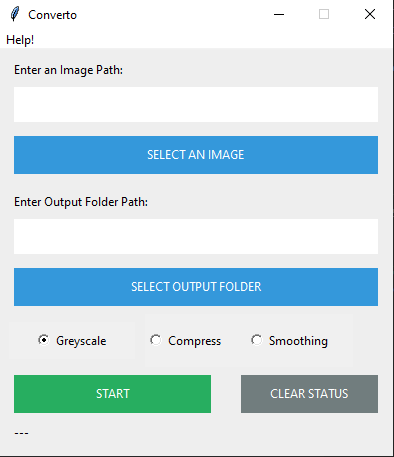 Converto
Help!
Enter an Image Path:
SELECT AN IMAGE
Enter Output Folder Path:
SELECT OUTPUT FOLDER
Greyscale Compress Smoothing
START CLEAR STATUS
---